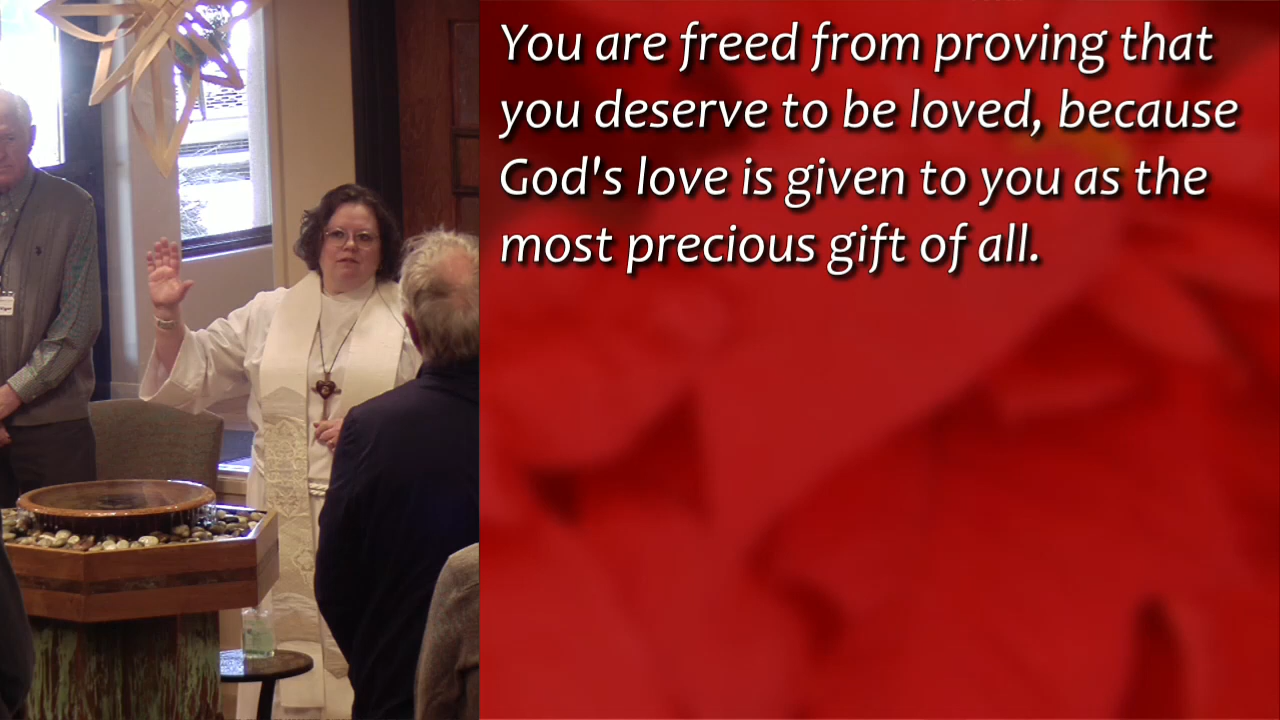 You are freed from proving that
you deserve to be loved, because
God's love is given to you as the
most precious gift of all.